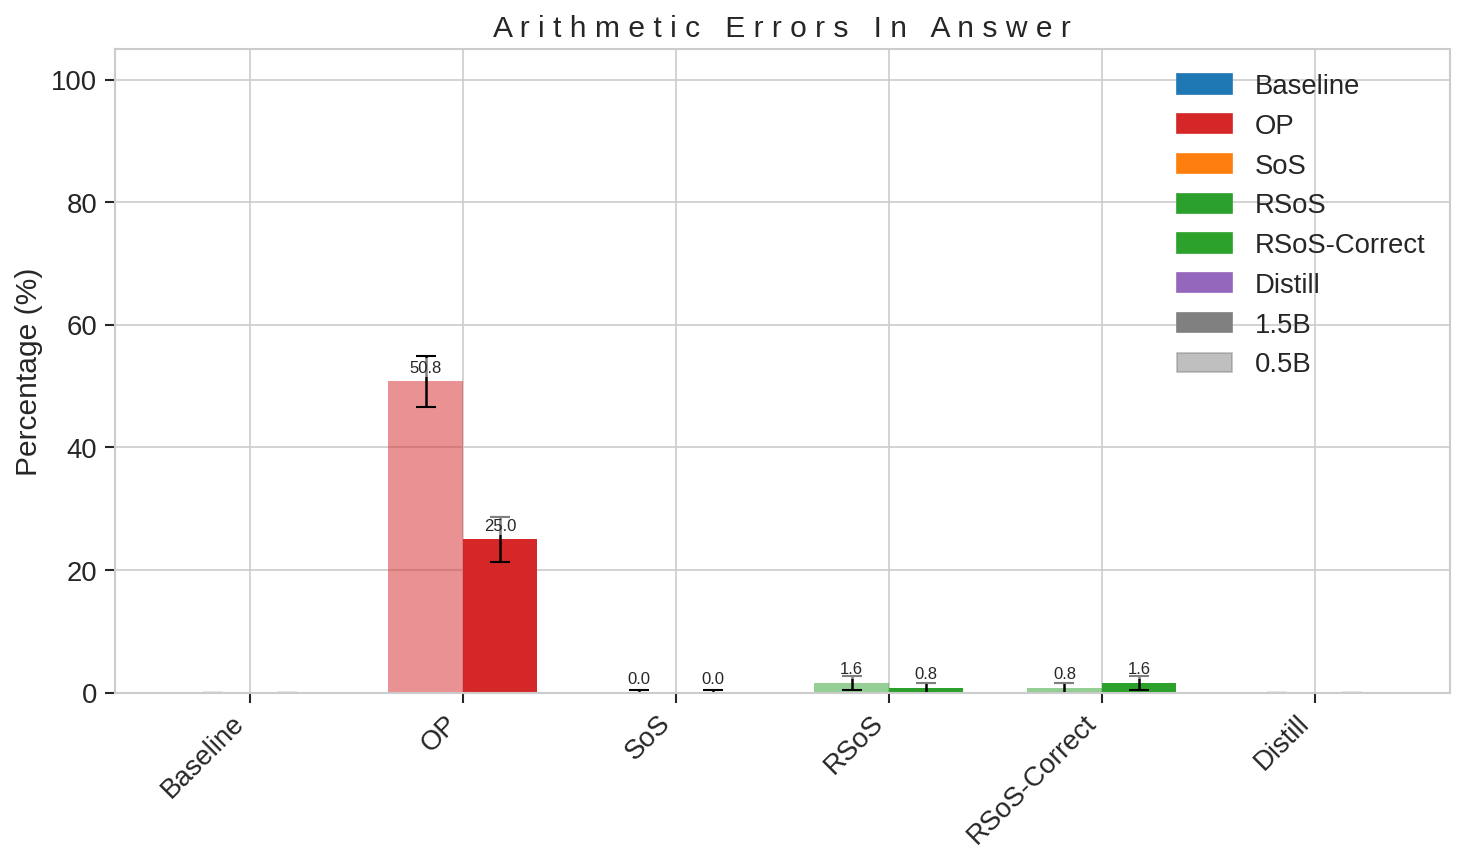 Arithmetic Errors In Answer
Percentage (%)
100
80
60
40
20
0
Baseline
OP
SoS
RSoS
RSoS-Correct
Distill
1.5B
0.5B
50.8
25.0
0.0
0.0
1.6
0.8
0.8
1.6
Baseline
OP
SoS
RSoS
RSoS-Correct
Distill